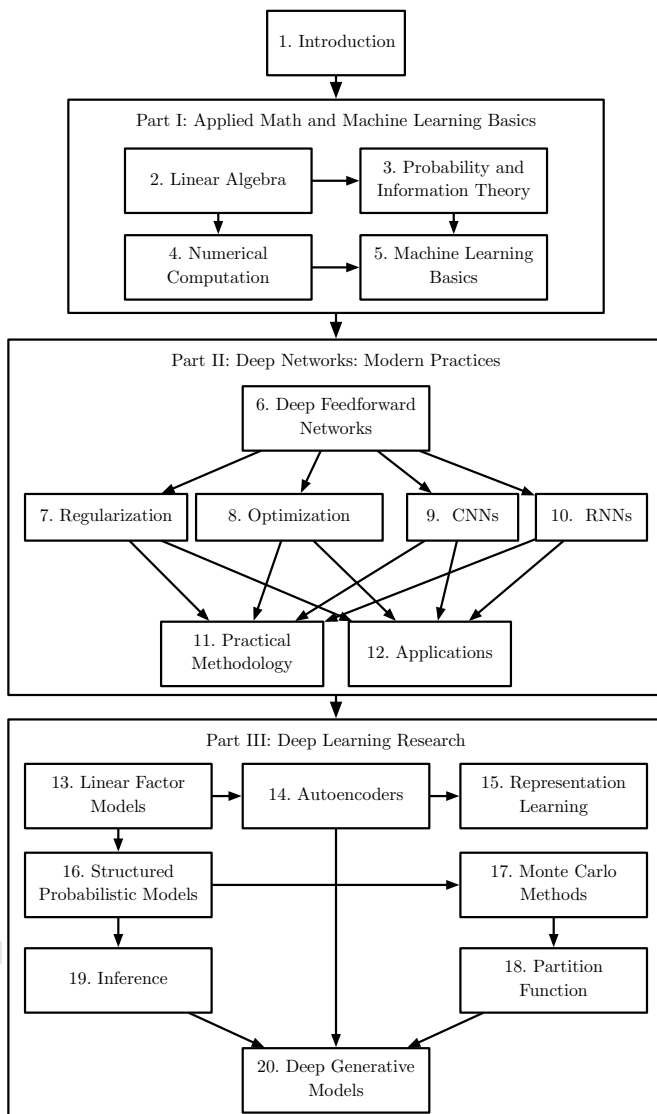 1. Introduction
Part I: Applied Math and Machine Learning Basics
2. Linear Algebra
3. Probability and
Information Theory
4. Numerical
Computation
5. Machine Learning
Basics
Part II: Deep Networks: Modern Practices
6. Deep Feedforward
Networks
7. Regularization
8. Optimization
9. CNNs
10. RNNs
11. Practical
Methodology
12. Applications
Part III: Deep Learning Research
13. Linear Factor
Models
14. Autoencoders
15. Representation
Learning
16. Structured
Probabilistic Models
17. Monte Carlo
Methods
19. Inference
18. Partition
Function
20. Deep Generative
Models